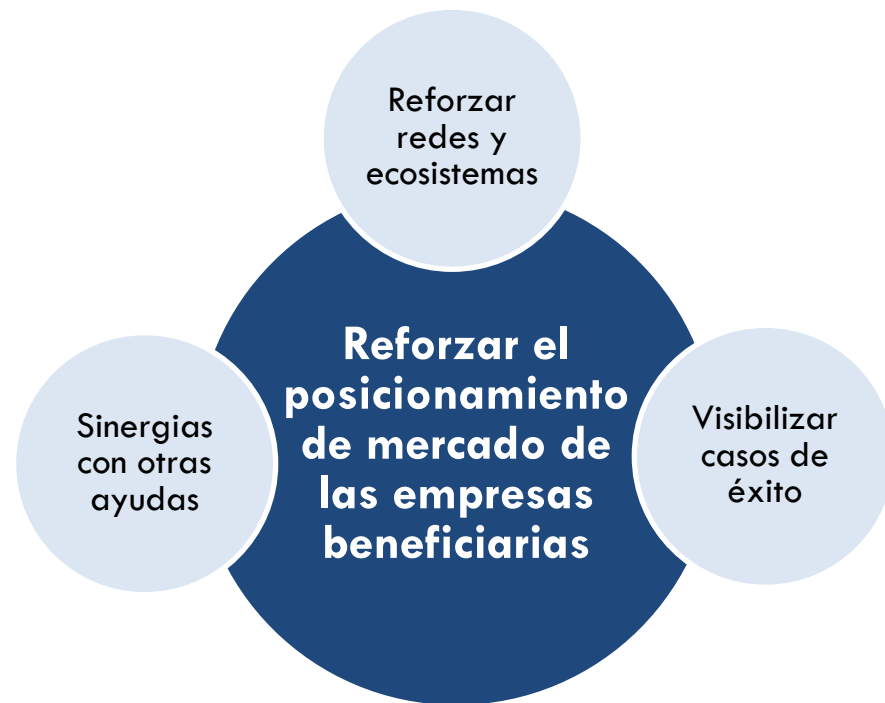 Reforzar
redes y
ecosistemas
Reforzar el
posicionamiento
de mercado de
las empresas
beneficiarias
Sinergias
con otras
ayudas
Visibilizar
casos de
éxito